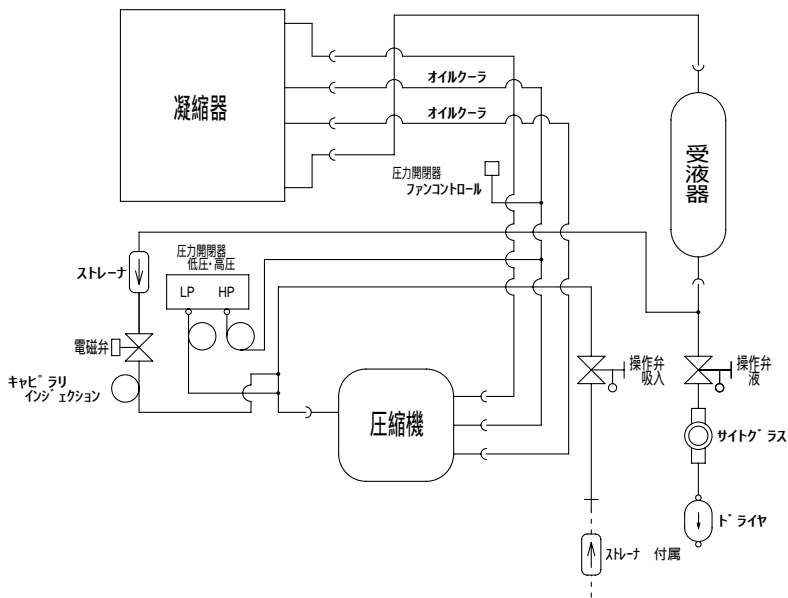 凝縮器
オイルクーラ
オイルクーラ
受液器
圧力開閉器
ファンコントロール
ストレーナ
圧力開閉器
低圧・高圧
LP HP
電磁弁
キャピラリ
インジェクション
操作弁
吸入
操作弁
液
圧縮機
サイトグラス
ドライヤ
ストレーナ 付属